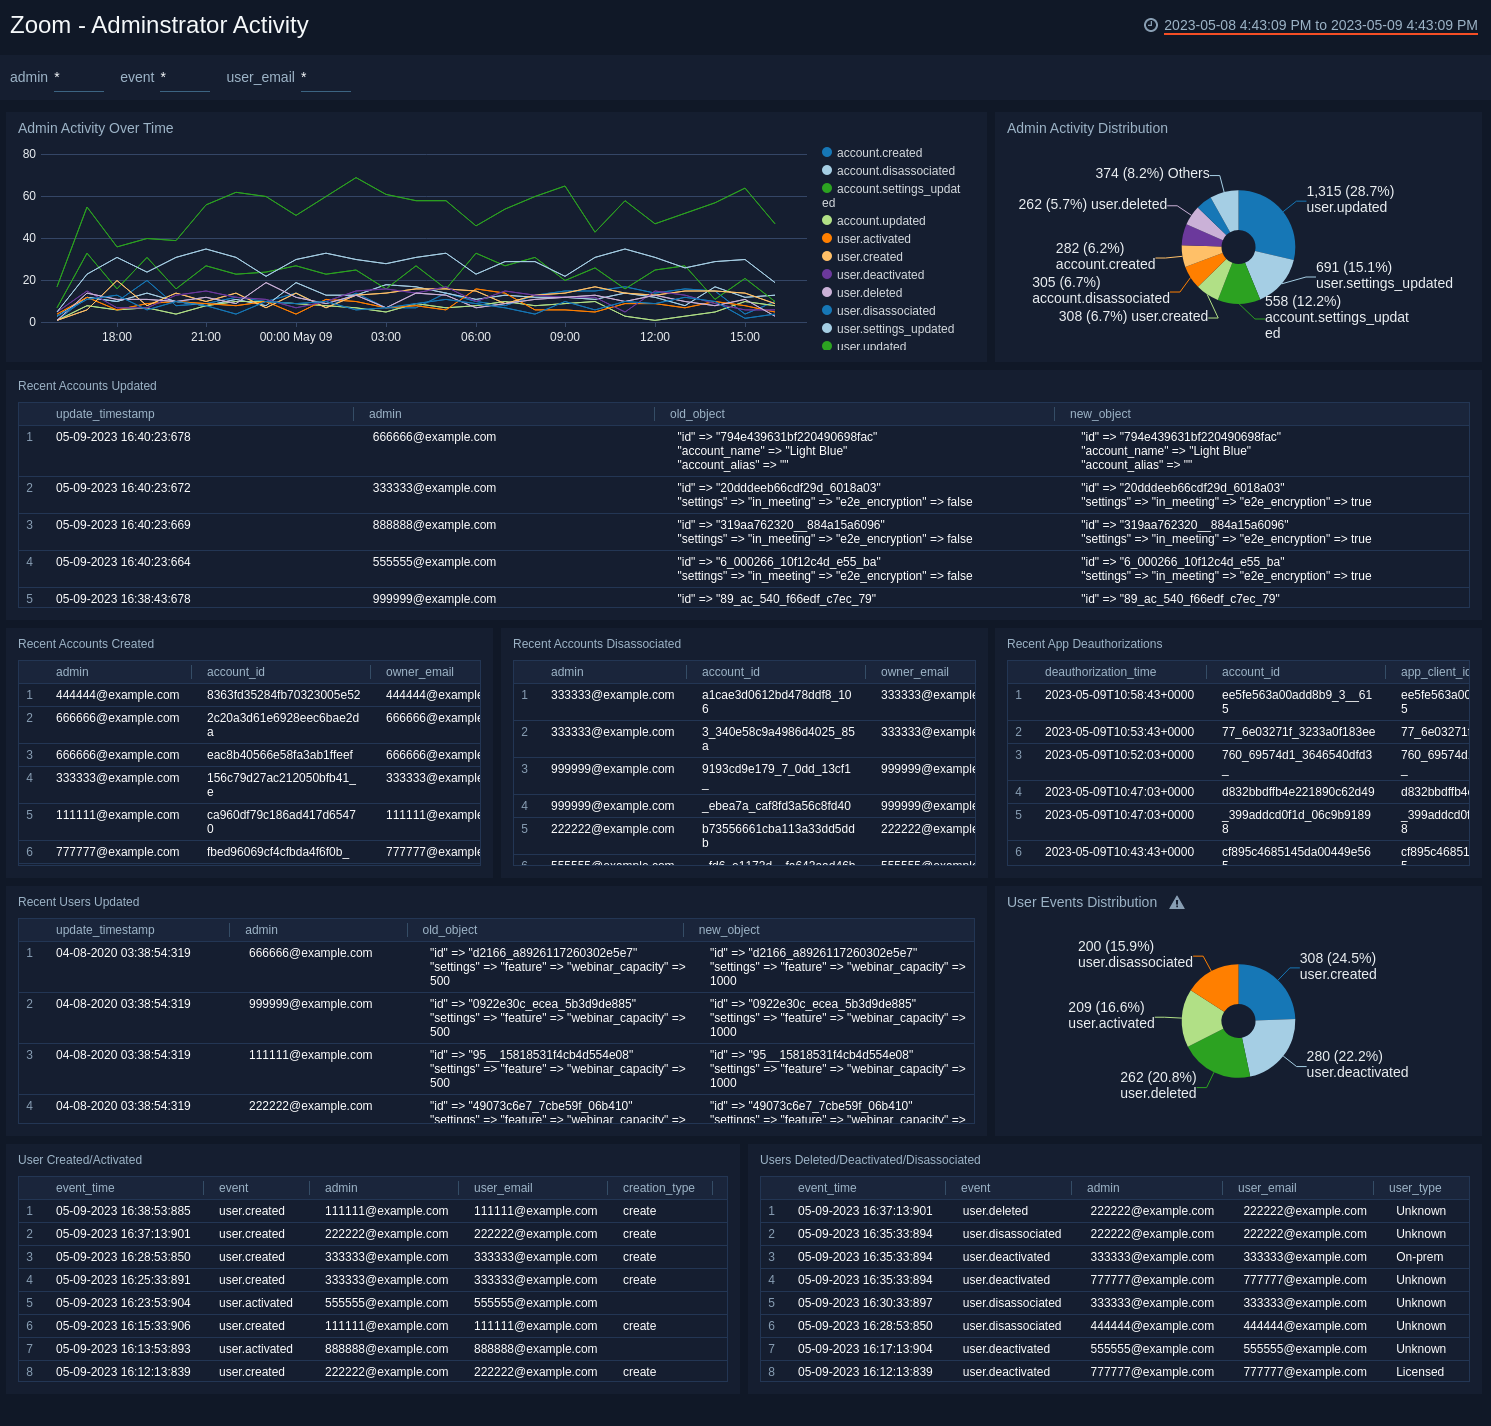 Zoom - Adminstrator Activity
2023-05-08 4:43:09 PM to 2023-05-09 4:43:09 PM
admin * event * user_email *
Admin Activity Over Time
80
60
40
20
0
18:00 21:00 00:00 May 09 03:00 06:00 09:00 12:00 15:00
account.created
account.disassociated
account.settings_updat
ed
account.updated
user.activated
user.created
user.deactivated
user.deleted
user.disassociated
user.settings_updated
user.updated
Admin Activity Distribution
374 (8.2%) Others
262 (5.7%) user.deleted
282 (6.2%)
account.created
305 (6.7%)
account.disassociated
308 (6.7%) user.created
1,315 (28.7%)
user.updated
691 (15.1%)
user.settings_updated
558 (12.2%)
account.settings_updat
ed
Recent Accounts Updated
update_timestamp admin old_object new_object
1 05-09-2023 16:40:23:678 666666@example.com "id" => "794e439631bf220490698fac" "id" => "794e439631bf220490698fac"
"account_name" => "Light Blue" "account_name" => "Light Blue"
"account_alias" => "" "account_alias" => ""
2 05-09-2023 16:40:23:672 333333@example.com "id" => "20dddeeb66cdf29d_6018a03" "id" => "20dddeeb66cdf29d_6018a03"
"settings" => "in_meeting" => "e2e_encryption" => false "settings" => "in_meeting" => "e2e_encryption" => true
3 05-09-2023 16:40:23:669 888888@example.com "id" => "319aa762320__884a15a6096" "id" => "319aa762320__884a15a6096"
"settings" => "in_meeting" => "e2e_encryption" => false "settings" => "in_meeting" => "e2e_encryption" => true
4 05-09-2023 16:40:23:664 555555@example.com "id" => "6_000266_10f12c4d_e55_ba" "id" => "6_000266_10f12c4d_e55_ba"
"settings" => "in_meeting" => "e2e_encryption" => false "settings" => "in_meeting" => "e2e_encryption" => true
5 05-09-2023 16:38:43:678 999999@example.com "id" => "89_ac_540_f66edf_c7ec_79" "id" => "89_ac_540_f66edf_c7ec_79"
Recent Accounts Created
admin account_id owner_email
1 444444@example.com 8363fd35284fb70323005e52 444444@example
2 666666@example.com 2c20a3d61e6928eec6bae2d 666666@example
a
3 666666@example.com eac8b40566e58fa3ab1ffeef 666666@example
4 333333@example.com 156c79d27ac212050bfb41_ 333333@example
e
5 111111@example.com ca960df79c186ad417d6547 111111@example
0
6 777777@example.com fbed96069cf4cfbda4f6f0b_ 777777@example
Recent Accounts Disassociated
admin account_id owner_email
1 333333@example.com a1cae3d0612bd478ddf8_10 333333@example
6
2 333333@example.com 3_340e58c9a4986d4025_85 333333@example
a
3 999999@example.com 9193cd9e179_7_0dd_13cf1 999999@example
_
4 999999@example.com _ebea7a_caf8fd3a56c8fd40 999999@example
5 222222@example.com b73556661cba113a33dd5dd 222222@example
b
6 555555@example.com 555555@example
Recent App Deauthorizations
deauthorization_time account_id app_client_id
1 2023-05-09T10:58:43+0000 ee5fe563a00add8b9_3__61 ee5fe563a00
5 5
2 2023-05-09T10:53:43+0000 77_6e03271f_3233a0f183ee 77_6e03271f
3 2023-05-09T10:52:03+0000 760_69574d1_3646540dfd3 760_69574d1
_ _
4 2023-05-09T10:47:03+0000 d832bbdffb4e221890c62d49 d832bbdffb4e
5 2023-05-09T10:47:03+0000 _399addcd0f1d_06c9b9189 _399addcd0f
8 8
6 2023-05-09T10:43:43+0000 cf895c4685145da00449e56 cf895c46851
5 5
Recent Users Updated
update_timestamp admin old_object new_object
1 04-08-2020 03:38:54:319 666666@example.com "id" => "d2166_a8926117260302e5e7" "id" => "d2166_a8926117260302e5e7"
"settings" => "feature" => "webinar_capacity" => "settings" => "feature" => "webinar_capacity" =>
500 1000
2 04-08-2020 03:38:54:319 999999@example.com "id" => "0922e30c_ecea_5b3d9de885" "id" => "0922e30c_ecea_5b3d9de885"
"settings" => "feature" => "webinar_capacity" => "settings" => "feature" => "webinar_capacity" =>
500 1000
3 04-08-2020 03:38:54:319 111111@example.com "id" => "95__15818531f4cb4d554e08" "id" => "95__15818531f4cb4d554e08"
"settings" => "feature" => "webinar_capacity" => "settings" => "feature" => "webinar_capacity" =>
500 1000
4 04-08-2020 03:38:54:319 222222@example.com "id" => "49073c6e7_7cbe59f_06b410" "id" => "49073c6e7_7cbe59f_06b410"
"settings" => "feature" => "webinar_capacity" => "settings" => "feature" => "webinar_capacity" =>
User Events Distribution
200 (15.9%)
user.disassociated
209 (16.6%)
user.activated
262 (20.8%)
user.deleted
308 (24.5%)
user.created
280 (22.2%)
user.deactivated
User Created/Activated
event_time event admin user_email creation_type
1 05-09-2023 16:38:53:885 user.created 111111@example.com 111111@example.com create
2 05-09-2023 16:37:13:901 user.created 222222@example.com 222222@example.com create
3 05-09-2023 16:28:53:850 user.created 333333@example.com 333333@example.com create
4 05-09-2023 16:25:33:891 user.created 333333@example.com 333333@example.com create
5 05-09-2023 16:23:53:904 user.activated 555555@example.com 555555@example.com
6 05-09-2023 16:15:33:906 user.created 111111@example.com 111111@example.com create
7 05-09-2023 16:13:53:893 user.activated 888888@example.com 888888@example.com
8 05-09-2023 16:12:13:839 user.created 222222@example.com 222222@example.com create
Users Deleted/Deactivated/Disassociated
event_time event admin user_email user_type
1 05-09-2023 16:37:13:901 user.deleted 222222@example.com 222222@example.com Unknown
2 05-09-2023 16:35:33:894 user.disassociated 222222@example.com 222222@example.com Unknown
3 05-09-2023 16:35:33:894 user.deactivated 333333@example.com 333333@example.com On-prem
4 05-09-2023 16:35:33:894 user.deactivated 777777@example.com 777777@example.com Unknown
5 05-09-2023 16:30:33:897 user.disassociated 333333@example.com 333333@example.com Unknown
6 05-09-2023 16:28:53:850 user.disassociated 444444@example.com 444444@example.com Unknown
7 05-09-2023 16:17:13:904 user.deactivated 555555@example.com 555555@example.com Unknown
8 05-09-2023 16:12:13:839 user.deactivated 777777@example.com 777777@example.com Licensed